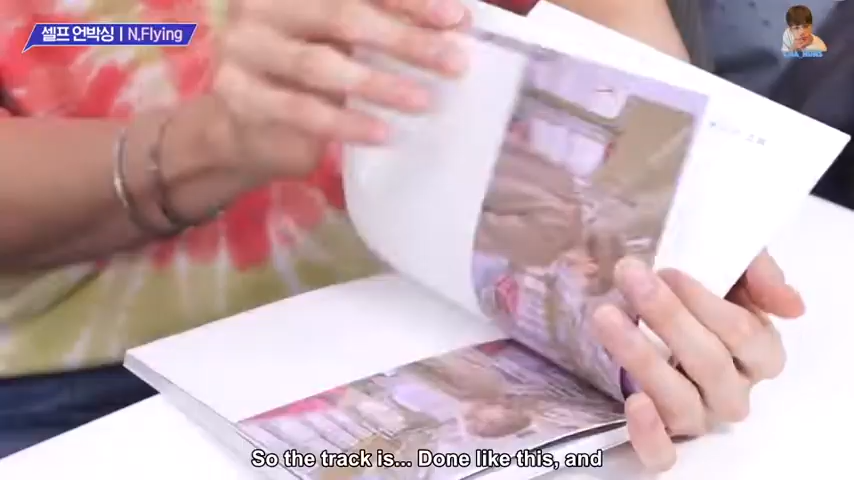 셀프 언박싱 I N.Flying
So the track is... Done like this, and